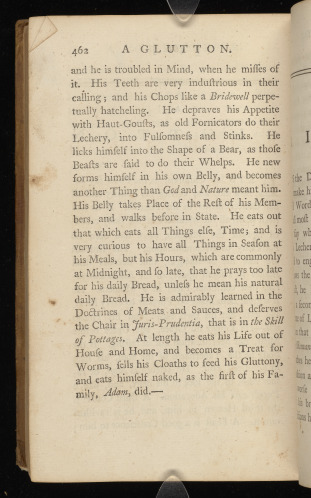 462 A GLUTTON.
and he is troubled in Mind, when he miſſes of
it. His Teeth are very induſtrious in their
calling; and his Chops like a Bridewell perpe-
tually hatcheling. He depraves his Appetite
with Haut-Gouſts, as old Fornicators do their
Lechery, into Fulſomneſs and Stinks. He
licks himſelf into the Shape of a Bear, as thoſe
Beaſts are ſaid to do their Whelps. He new
forms himſelf in his own Belly, and becomes
another Thing than God and Nature meant him.
His Belly takes Place of the Reſt of his Mem-
bers, and walks before in State. He eats out
that which eats all Things elſe, Time; and is
very curious to have all Things in Seaſon at
his Meals, but his Hours, which are commonly
at Midnight, and ſo late, that he prays too late
for his daily Bread, unleſs he mean his natural
daily Bread. He is admirably learned in the
Doctrines of Meats and Sauces, and deſerves
the Chair in Juris-Prudentia, that is in the Skill
of Pottages. At length he eats his Life out of
Houſe and Home, and becomes a Treat for
Worms, ſells his Cloaths to feed his Gluttony,
and eats himſelf naked, as the firſt of his Fa-
mily, Adam, did.—